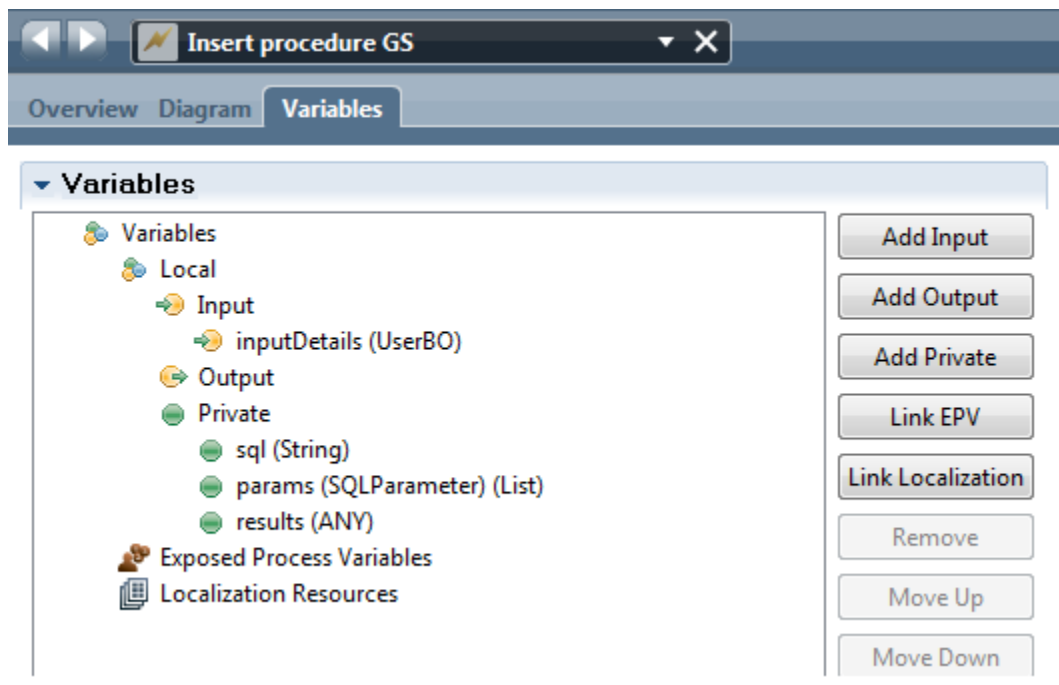 Insert procedure GS
Overview Diagram Variables
Variables
Variables
Local
Input
inputDetails (UserBO)
Output
Private
sql (String)
params (SQLParameter) (List)
results (ANY)
Exposed Process Variables
Localization Resources
Add Input
Add Output
Add Private
Link EPV
Link Localization
Remove
Move Up
Move Down